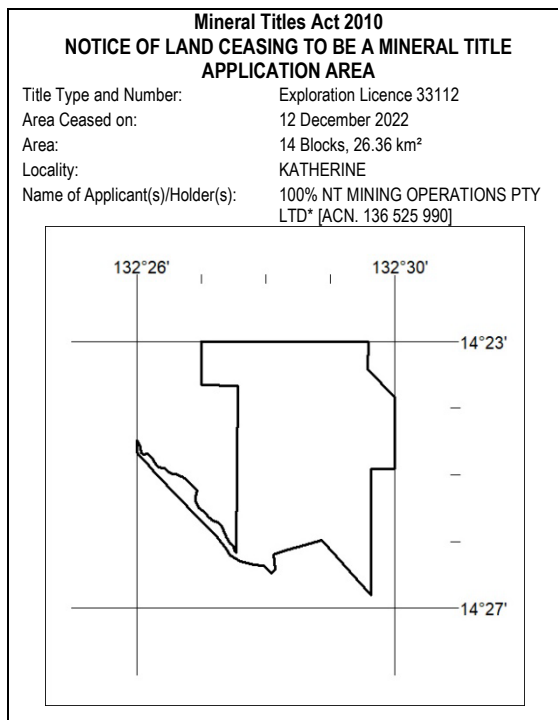 Mineral Titles Act 2010
NOTICE OF LAND CEASING TO BE A MINERAL TITLE
APPLICATION AREA
Title Type and Number: Exploration Licence 33112
Area Ceased on: 12 December 2022
Area: 14 Blocks, 26.36 km²
Locality: KATHERINE
Name of Applicant(s)/Holder(s): 100% NT MINING OPERATIONS PTY
LTD* [ACN. 136 525 990]
132°26' 132°30'
14°23'
14°27'